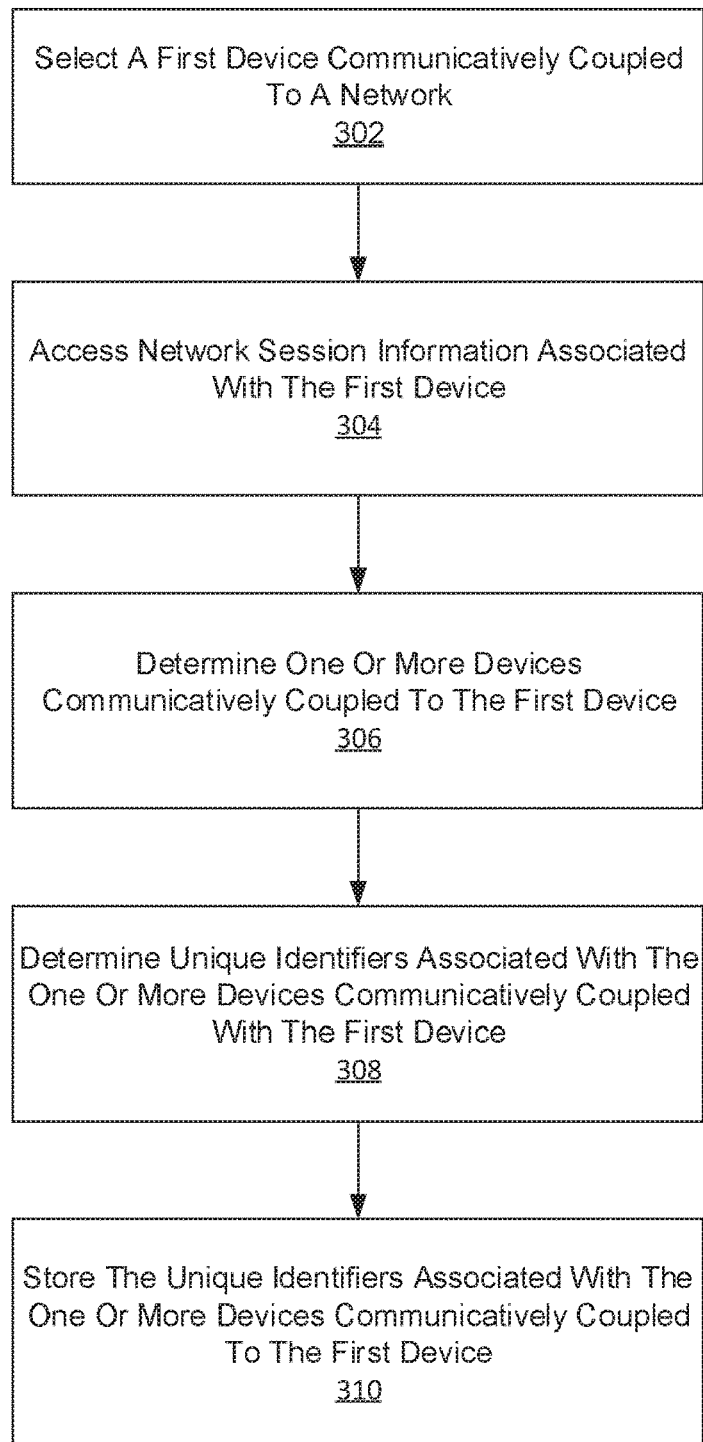 Select A First Device Communicatively Coupled
To A Network
302
Access Network Session Information Associated
With The First Device
304
Determine One Or More Devices
Communicatively Coupled To The First Device
306
Determine Unique Identifiers Associated With The
One Or More Devices Communicatively Coupled
With The First Device
308
Store The Unique Identifiers Associated With The
One Or More Devices Communicatively Coupled
To The First Device
310